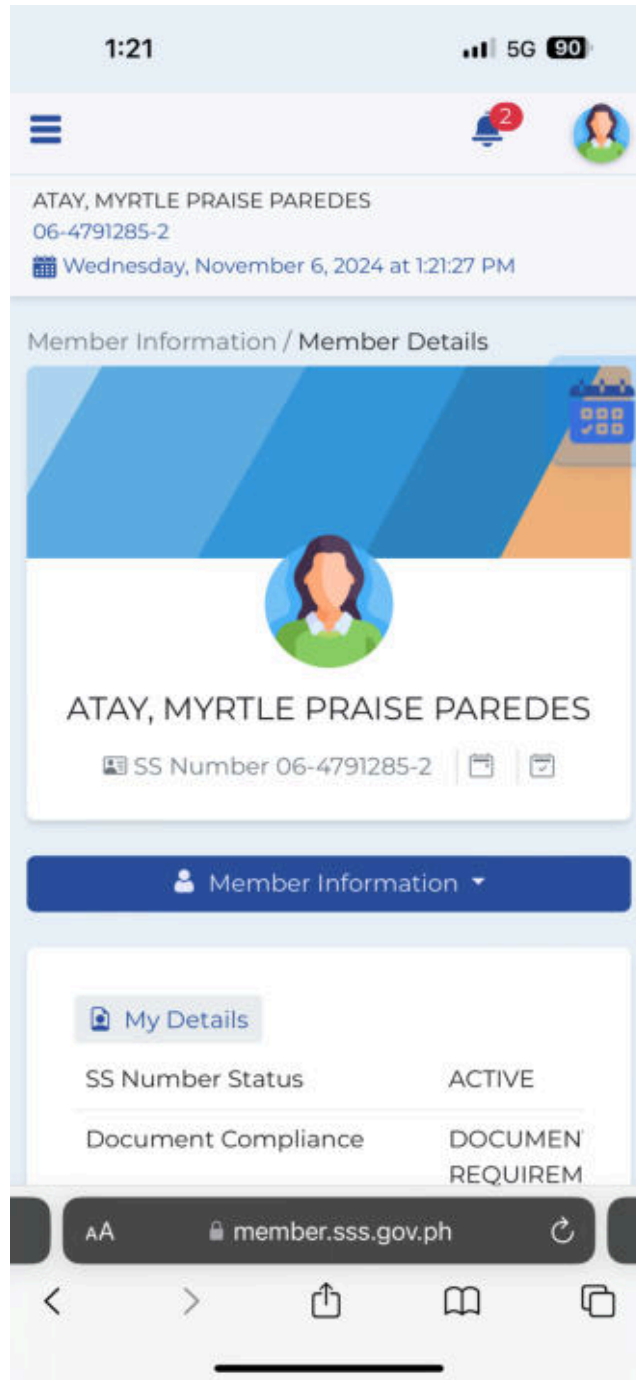 1:21 5G 90
2
ATAY, MYRTLE PRAISE PAREDES
06-4791285-2
Wednesday, November 6, 2024 at 1:21:27 PM
Member Information / Member Details
ATAY, MYRTLE PRAISE PAREDES
SS Number 06-4791285-2
Member Information
My Details
SS Number Status ACTIVE
Document Compliance DOCUMEN
REQUIREM
AA member.sss.gov.ph